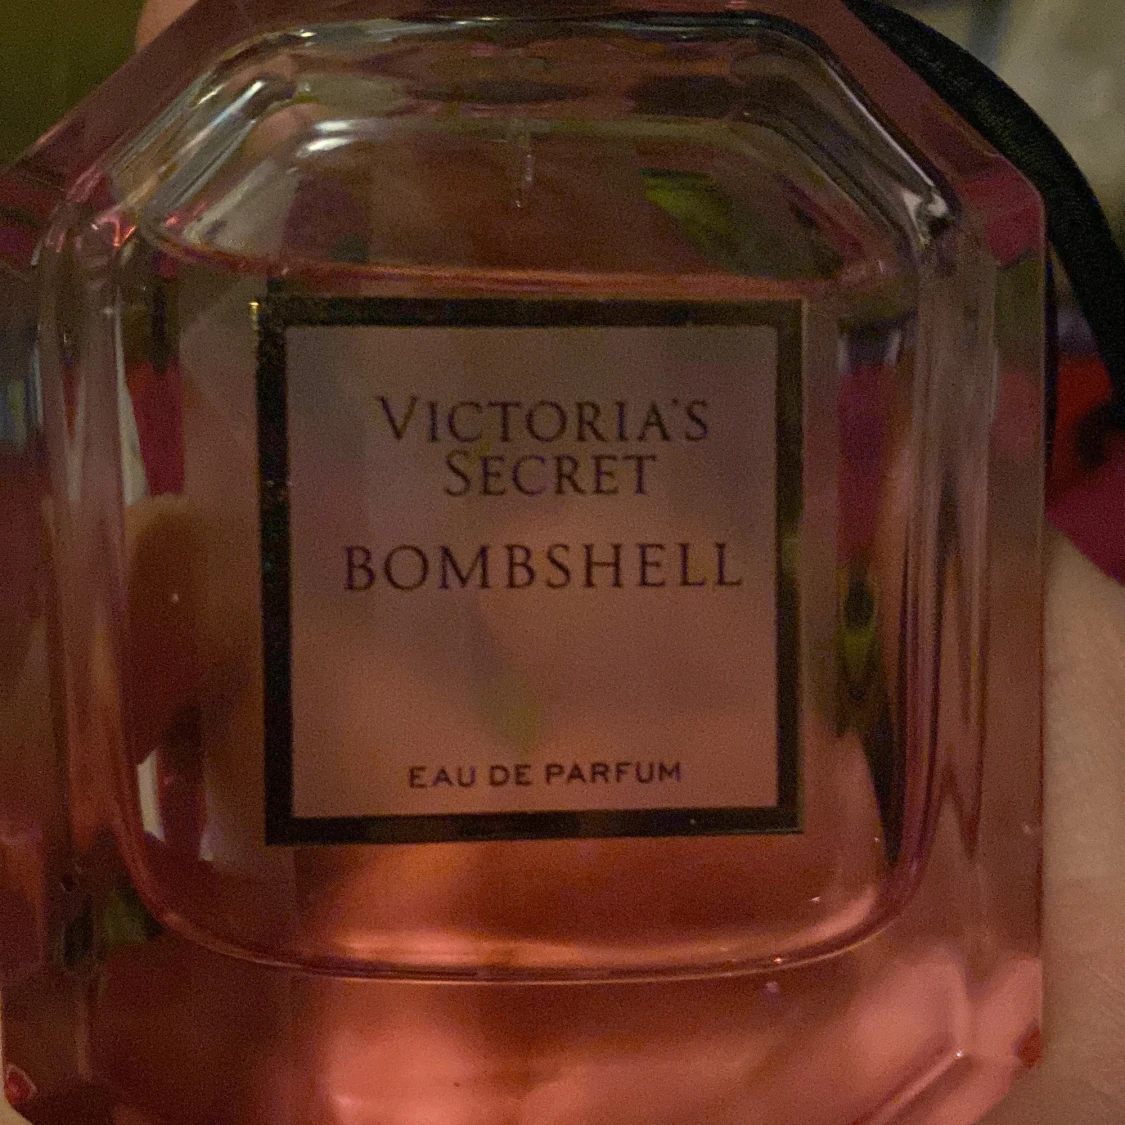 VICTORIA'S
SECRET
BOMBSHELL
EAU DE PARFUM